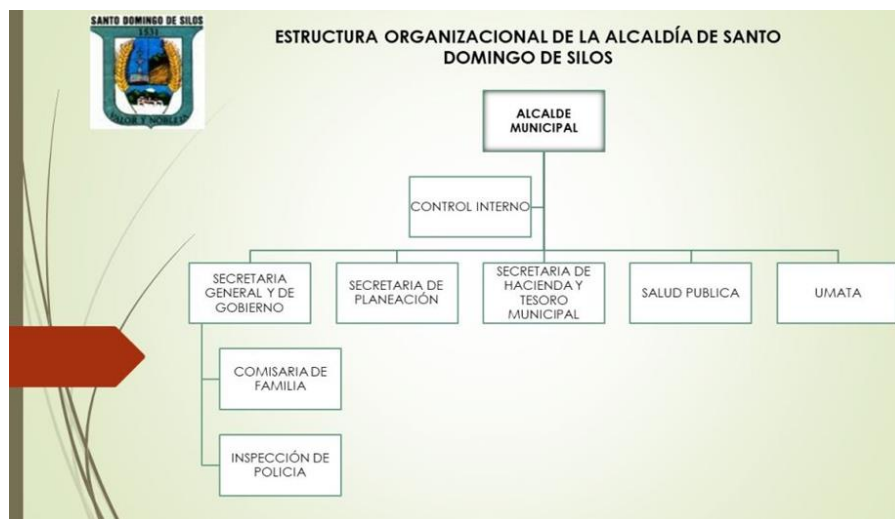 SANTO DOMINGO DE SILOS
1531
VALOR Y NOBLEZA
ESTRUCTURA ORGANIZACIONAL DE LA ALCALDÍA DE SANTO
DOMINGO DE SILOS
ALCALDE
MUNICIPAL
CONTROL INTERNO
SECRETARIA
GENERAL Y DE
GOBIERNO
SECRETARIA DE
PLANEACIÓN
SECRETARIA DE
HACIENDA Y
TESORO
MUNICIPAL
SALUD PUBLICA
UMATA
COMISARIA DE
FAMILIA
INSPECCIÓN DE
POLICIA